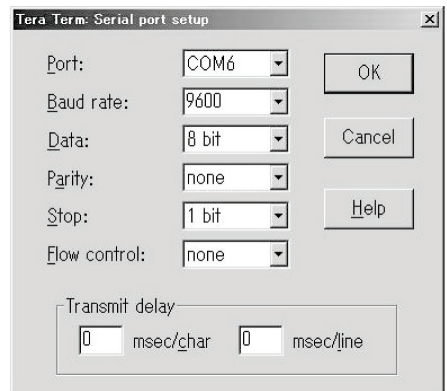 Tera Term: Serial port setup
Port: COM6
Baud rate: 9600
Data: 8 bit
Parity: none
Stop: 1 bit
Flow control: none
OK
Cancel
Help
Transmit delay
0 msec/char 0 msec/line